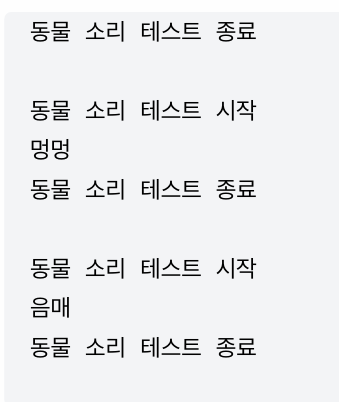 동물 소리 테스트 종료
동물 소리 테스트 시작
멍멍
동물 소리 테스트 종료
동물 소리 테스트 시작
음매
동물 소리 테스트 종료